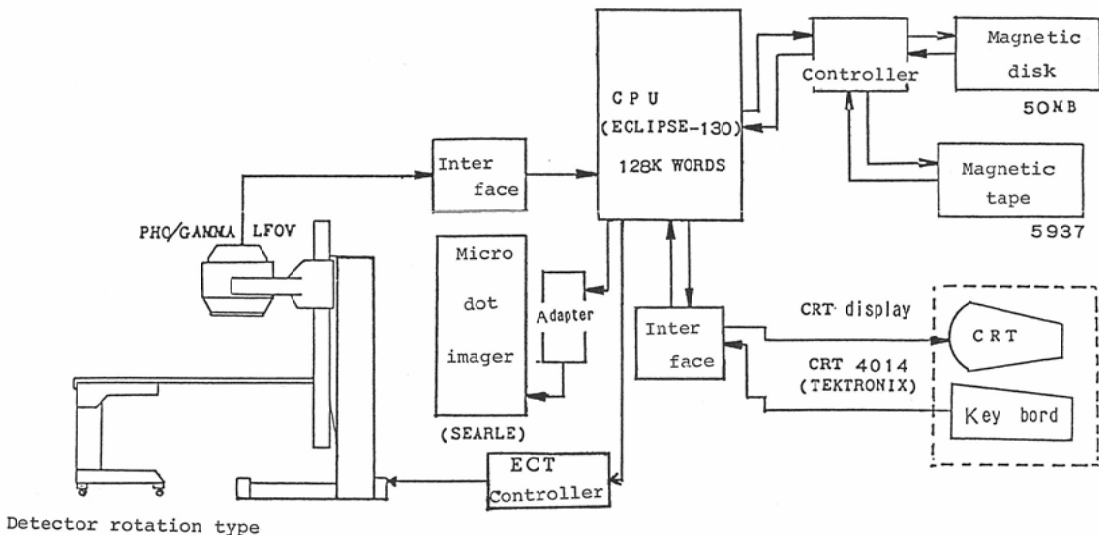 CPU
(ECLIPSE-130)
128K WORDS
Controller
Magnetic
disk
50MB
Magnetic
tape
5937
Inter
face
PHO/GAMMA LFOV
Micro
dot
imager
(SEARLE)
Adapter
Inter
face
CRT display
CRT 4014
(TEKTRONIX)
CRT
Key bord
ECT
Controller
Detector rotation type